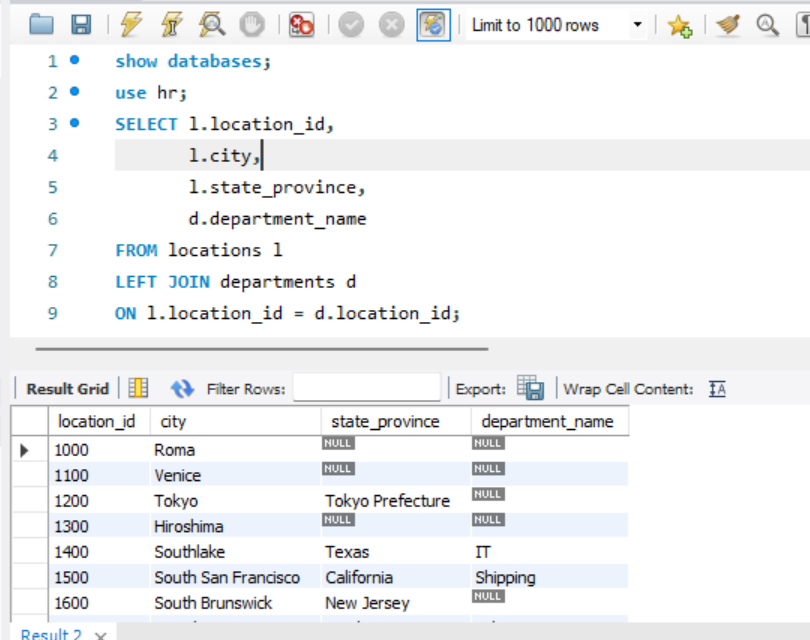 Limit to 1000 rows
1 show databases;
2 use hr;
3 SELECT l.location_id,
4 l.city,
5 l.state_province,
6 d.department_name
7 FROM locations l
8 LEFT JOIN departments d
9 ON l.location_id = d.location_id;
Result Grid Filter Rows: Export: Wrap Cell Content: IA
location_id city state_province department_name
1000 Roma NULL NULL
1100 Venice NULL NULL
1200 Tokyo Tokyo Prefecture NULL
1300 Hiroshima NULL NULL
1400 Southlake Texas IT
1500 South San Francisco California Shipping
1600 South Brunswick New Jersey NULL
Result 2 ×